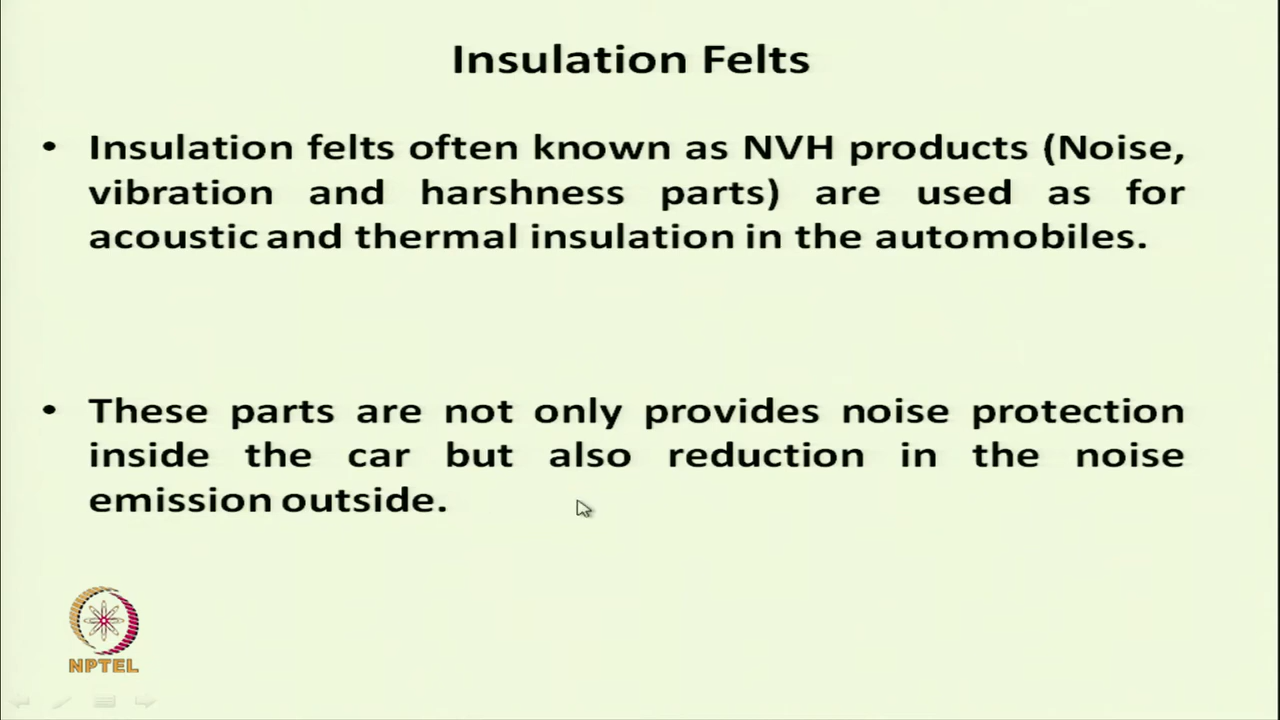 Insulation Felts
• Insulation felts often known as NVH products (Noise,
vibration and harshness parts) are used as for
acoustic and thermal insulation in the automobiles.
• These parts are not only provides noise protection
inside the car but also reduction in the noise
emission outside.
NPTEL